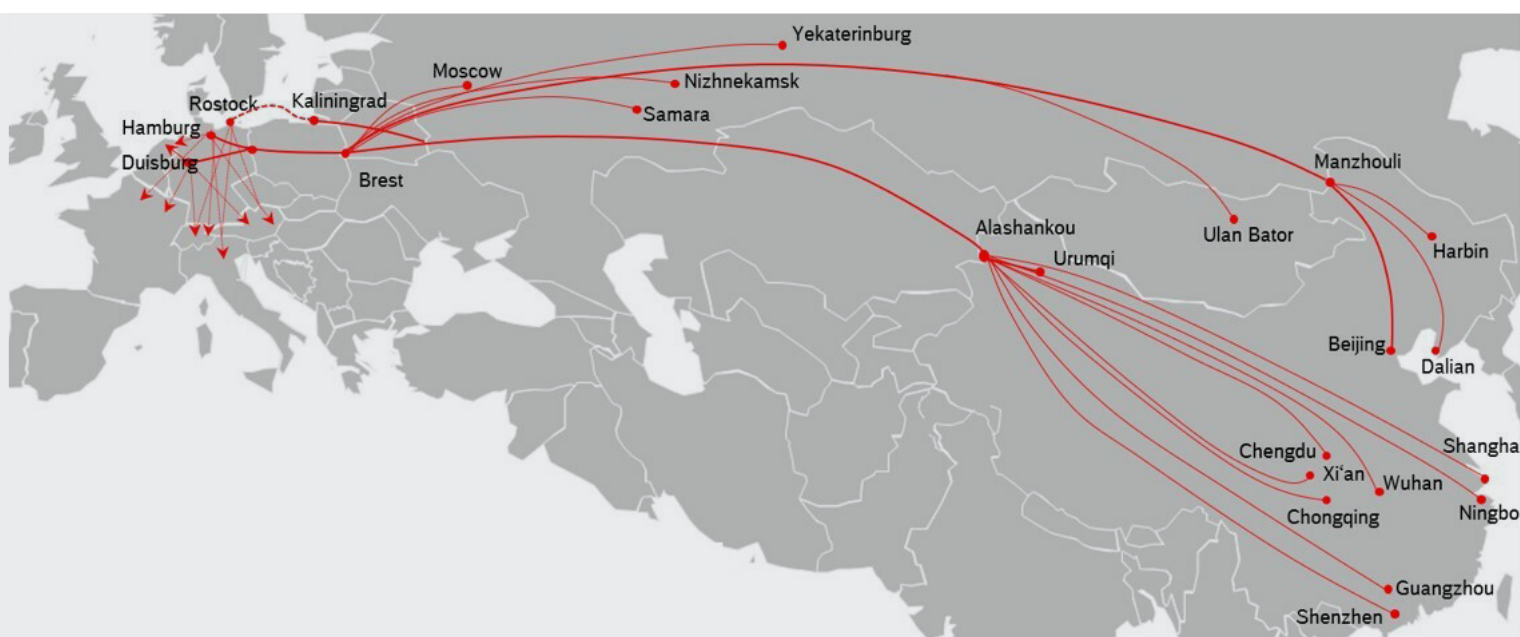 Yekaterinburg
Moscow
Nizhnekamsk
Rostock
Kaliningrad
Samara
Hamburg
Duisburg
Brest
Manzhouli
Alashankou
Ulan Bator
Urumqi
Harbin
Beijing
Dalian
Chengdu
Shangha
Xi‘an
Wuhan
Chongqing
Ningbo
Guangzhou
Shenzhen